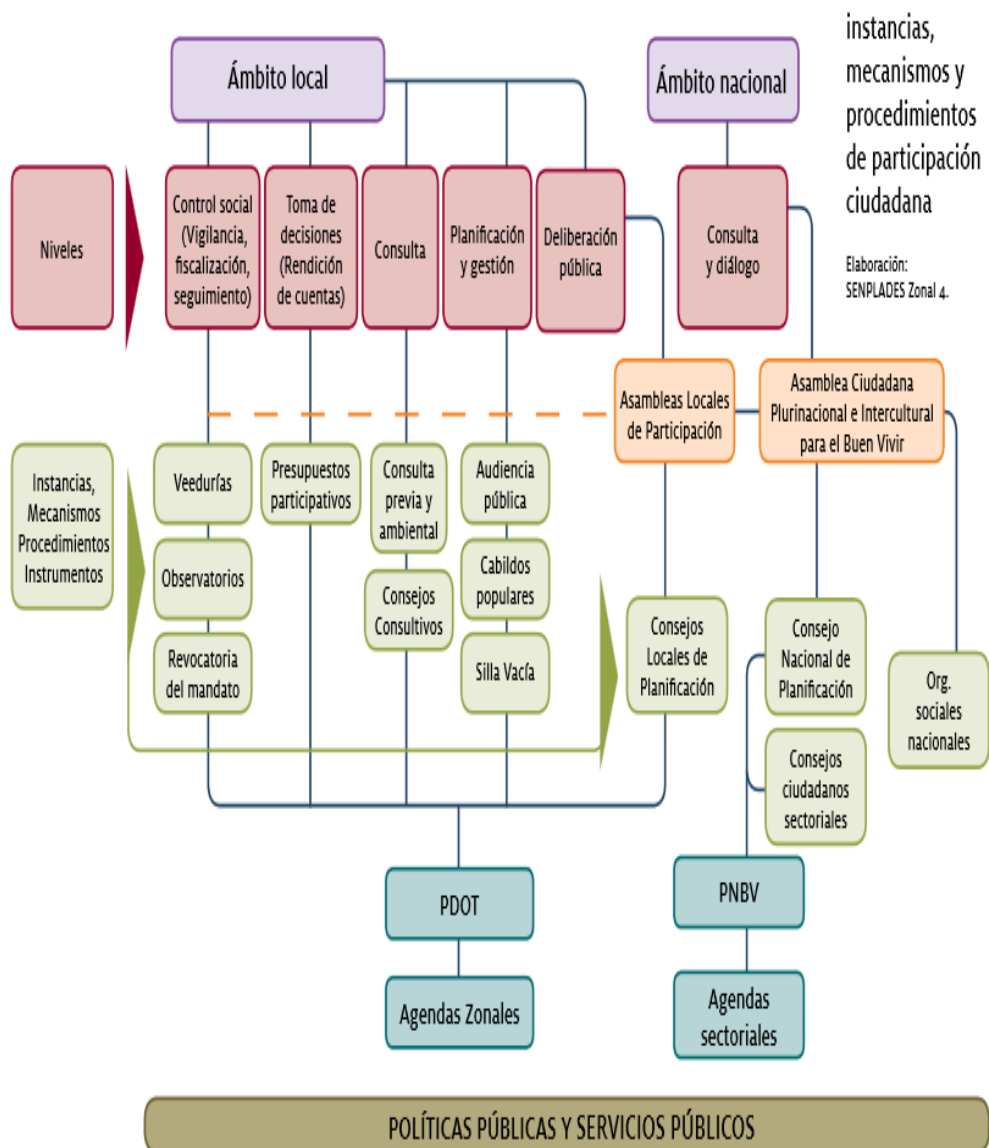 instancias,
mecanismos y
procedimientos
de participación
ciudadana
Elaboración:
SENPLADES Zonal 4.
Ámbito local
Ámbito nacional
Niveles
Control social
(Vigilancia,
fiscalización,
seguimiento)
Toma de
decisiones
(Rendición
de cuentas)
Consulta
Planificación
y gestión
Deliberación
pública
Consulta
y diálogo
Asambleas Locales
de Participación
Asamblea Ciudadana
Plurinacional e Intercultural
para el Buen Vivir
Instancias,
Mecanismos
Procedimientos
Instrumentos
Veedurías
Observatorios
Revocatoria
del mandato
Presupuestos
participativos
Consulta
previa y
ambiental
Consejos
Consultivos
Audiencia
pública
Cabildos
populares
Silla Vacía
Consejos
Locales de
Planificación
Consejo
Nacional de
Planificación
Consejos
ciudadanos
sectoriales
Org.
sociales
nacionales
PDOT
PNBV
Agendas Zonales
Agendas
sectoriales
POLÍTICAS PÚBLICAS Y SERVICIOS PÚBLICOS